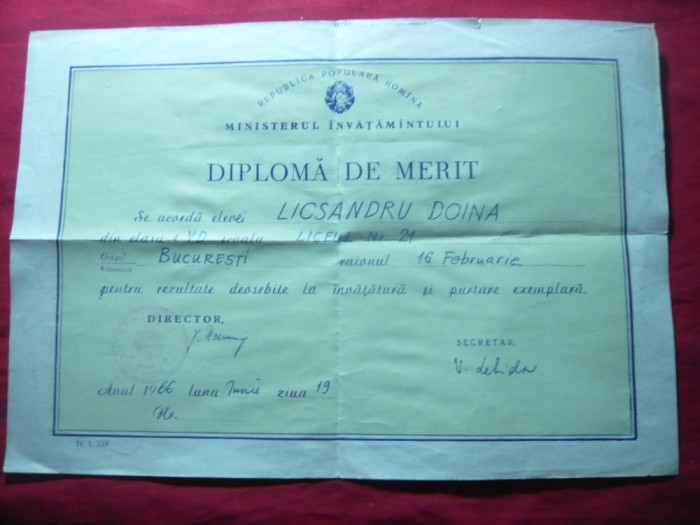 REPUBLICA POPULARĂ ROMÎNĂ
MINISTERUL ÎNVĂȚĂMÎNTULUI
DIPLOMĂ DE MERIT
Se acordă elevei LICSANDRU DOINA
din clasa școala LICEUL Nr. 21
Orașul BUCUREȘTI raionul 16 Februarie
pentru rezultate deosebite la învățătură și purtare exemplară.
DIRECTOR,
SECRETAR,
Anul 1966 luna Iunie ziua 19
Nr.